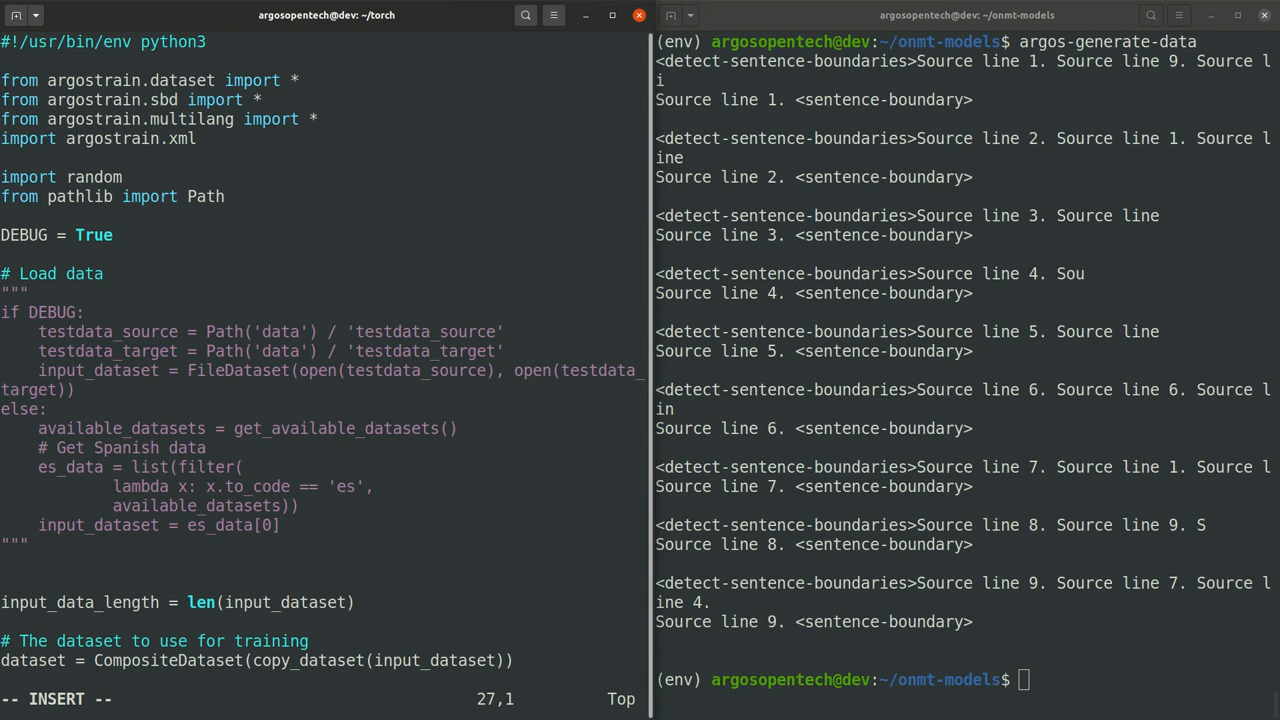 argosopentech@dev: ~/torch
#!/usr/bin/env python3
from argostrain.dataset import *
from argostrain.sbd import *
from argostrain.multilang import *
import argostrain.xml
import random
from pathlib import Path
DEBUG = True
# Load data
"""
if DEBUG:
    testdata_source = Path('data') / 'testdata_source'
    testdata_target = Path('data') / 'testdata_target'
    input_dataset = FileDataset(open(testdata_source), open(testdata_
target))
else:
    available_datasets = get_available_datasets()
    # Get Spanish data
    es_data = list(filter(
            lambda x: x.to_code == 'es',
            available_datasets))
    input_dataset = es_data[0]
"""
input_data_length = len(input_dataset)
# The dataset to use for training
dataset = CompositeDataset(copy_dataset(input_dataset))
-- INSERT -- 27,1 Top
argosopentech@dev: ~/onmt-models
(env) argosopentech@dev:~/onmt-models$ argos-generate-data
<detect-sentence-boundaries>Source line 1. Source line 9. Source l
i
Source line 1. <sentence-boundary>
<detect-sentence-boundaries>Source line 2. Source line 1. Source l
ine
Source line 2. <sentence-boundary>
<detect-sentence-boundaries>Source line 3. Source line
Source line 3. <sentence-boundary>
<detect-sentence-boundaries>Source line 4. Sou
Source line 4. <sentence-boundary>
<detect-sentence-boundaries>Source line 5. Source line
Source line 5. <sentence-boundary>
<detect-sentence-boundaries>Source line 6. Source line 6. Source l
in
Source line 6. <sentence-boundary>
<detect-sentence-boundaries>Source line 7. Source line 1. Source l
Source line 7. <sentence-boundary>
<detect-sentence-boundaries>Source line 8. Source line 9. S
Source line 8. <sentence-boundary>
<detect-sentence-boundaries>Source line 9. Source line 7. Source l
ine 4.
Source line 9. <sentence-boundary>
(env) argosopentech@dev:~/onmt-models$